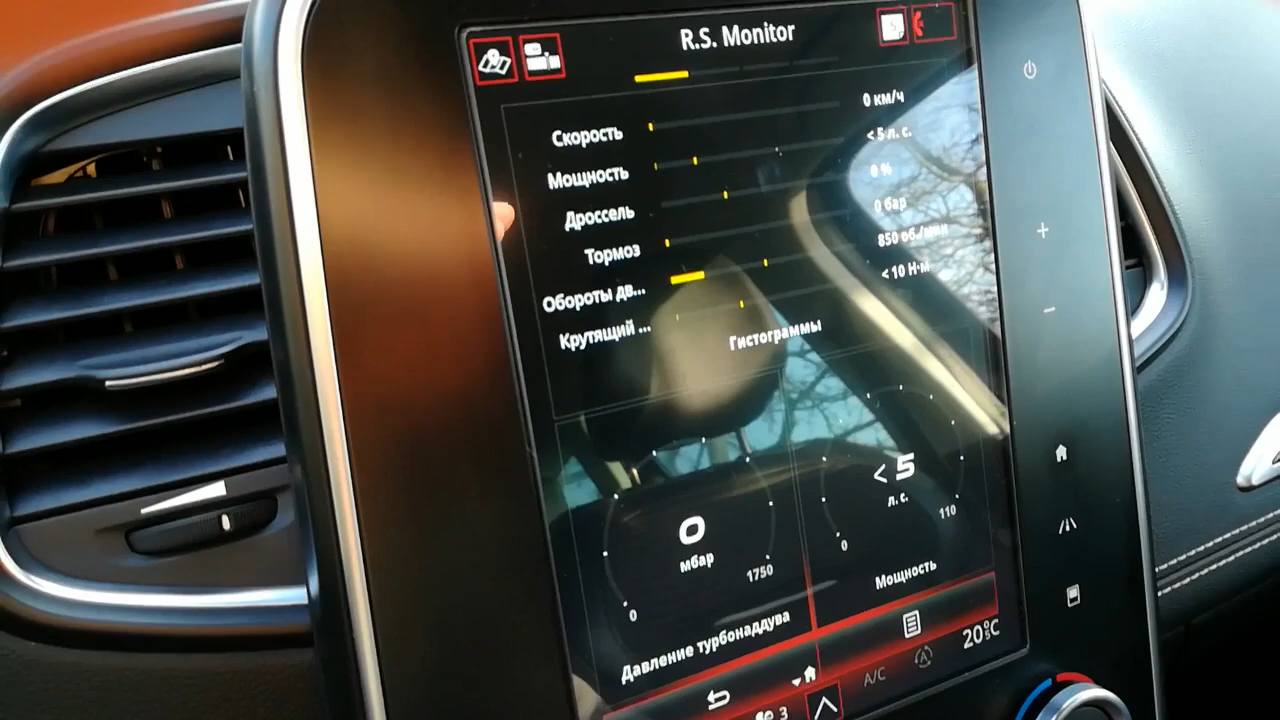 R.S. Monitor
Скорость 0 км/ч
Мощность < 5 л. с.
Дроссель 0 %
Тормоз 0 бар
Обороты дв... 850 об./мин
Крутящий ... < 10 Н·м
Гистограммы
0
мбар
0 1750
Давление турбонаддува
< 5
л. с.
0 110
Мощность
3
A/C
A
20°C